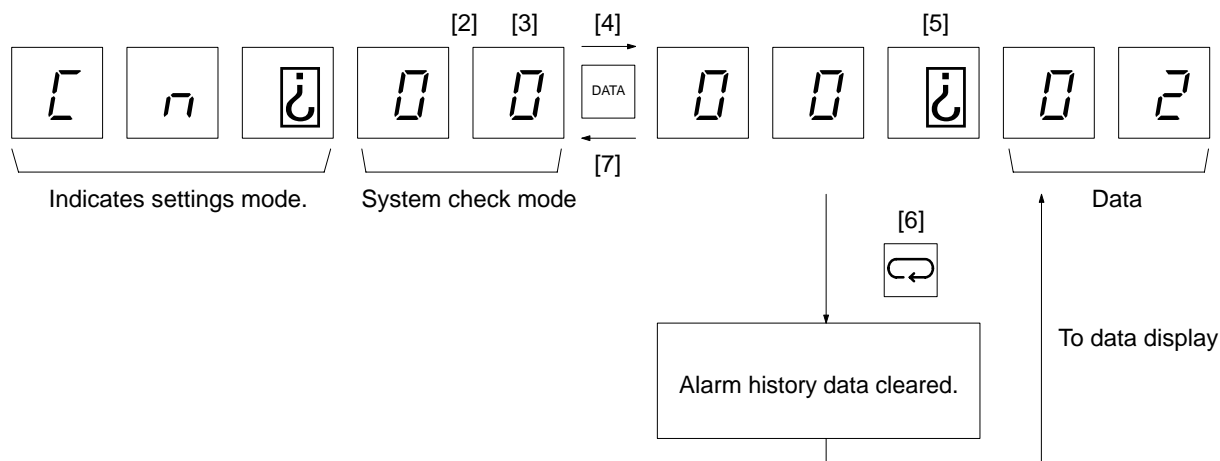 [2] [3] [4] [5]
C n ¿ 0 0 DATA 0 0 ¿ 0 2
[7]
Indicates settings mode. System check mode Data
[6]
To data display
Alarm history data cleared.